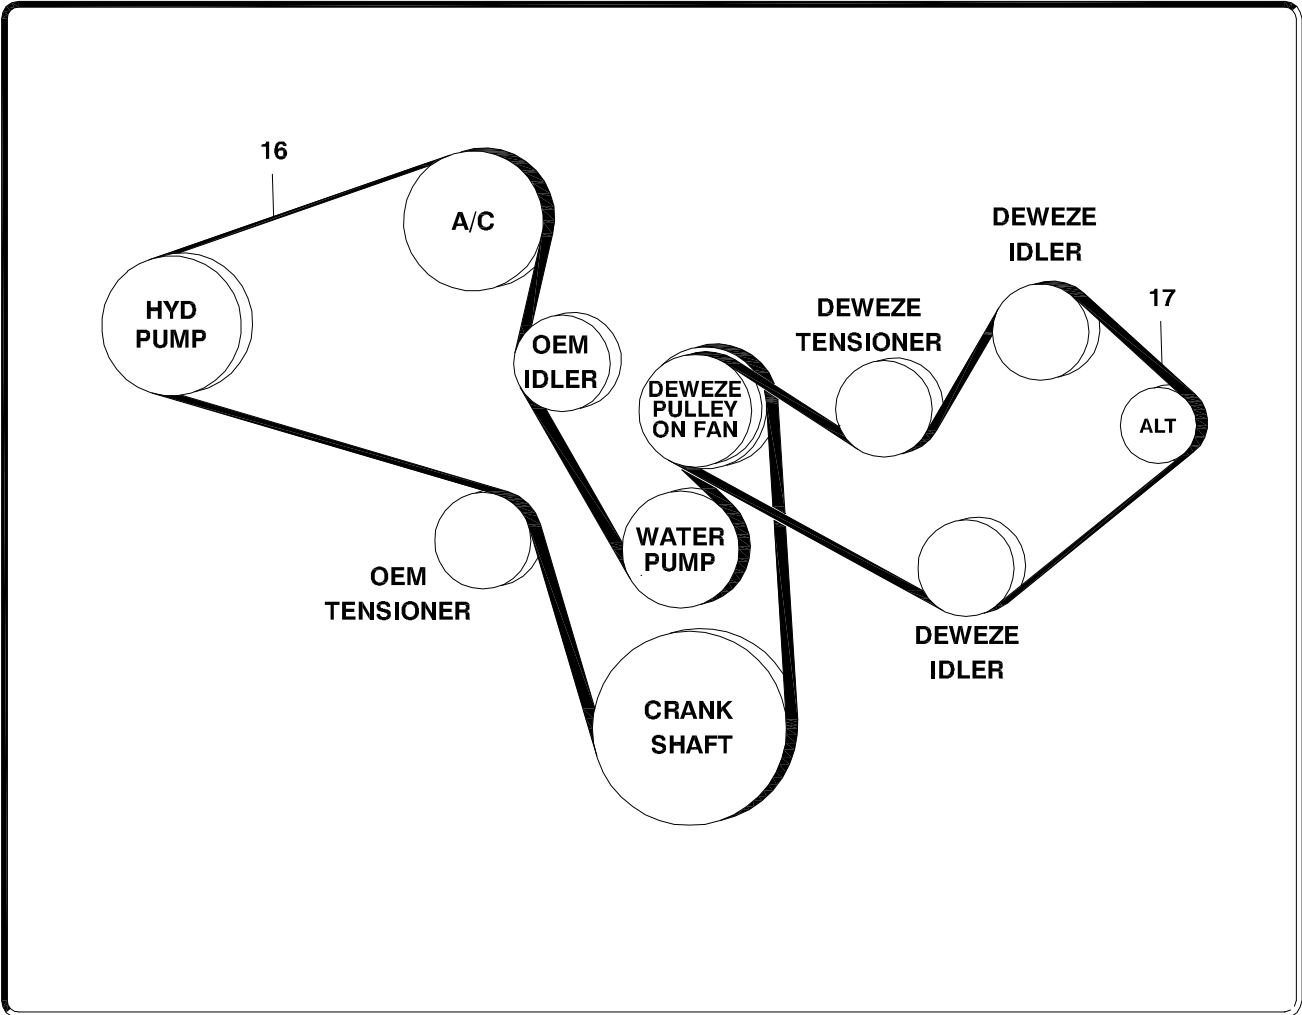 16
A/C
DEWEZE
IDLER
HYD
PUMP
17
DEWEZE
TENSIONER
OEM
IDLER
DEWEZE
PULLEY
ON FAN
ALT
WATER
PUMP
OEM
TENSIONER
DEWEZE
IDLER
CRANK
SHAFT